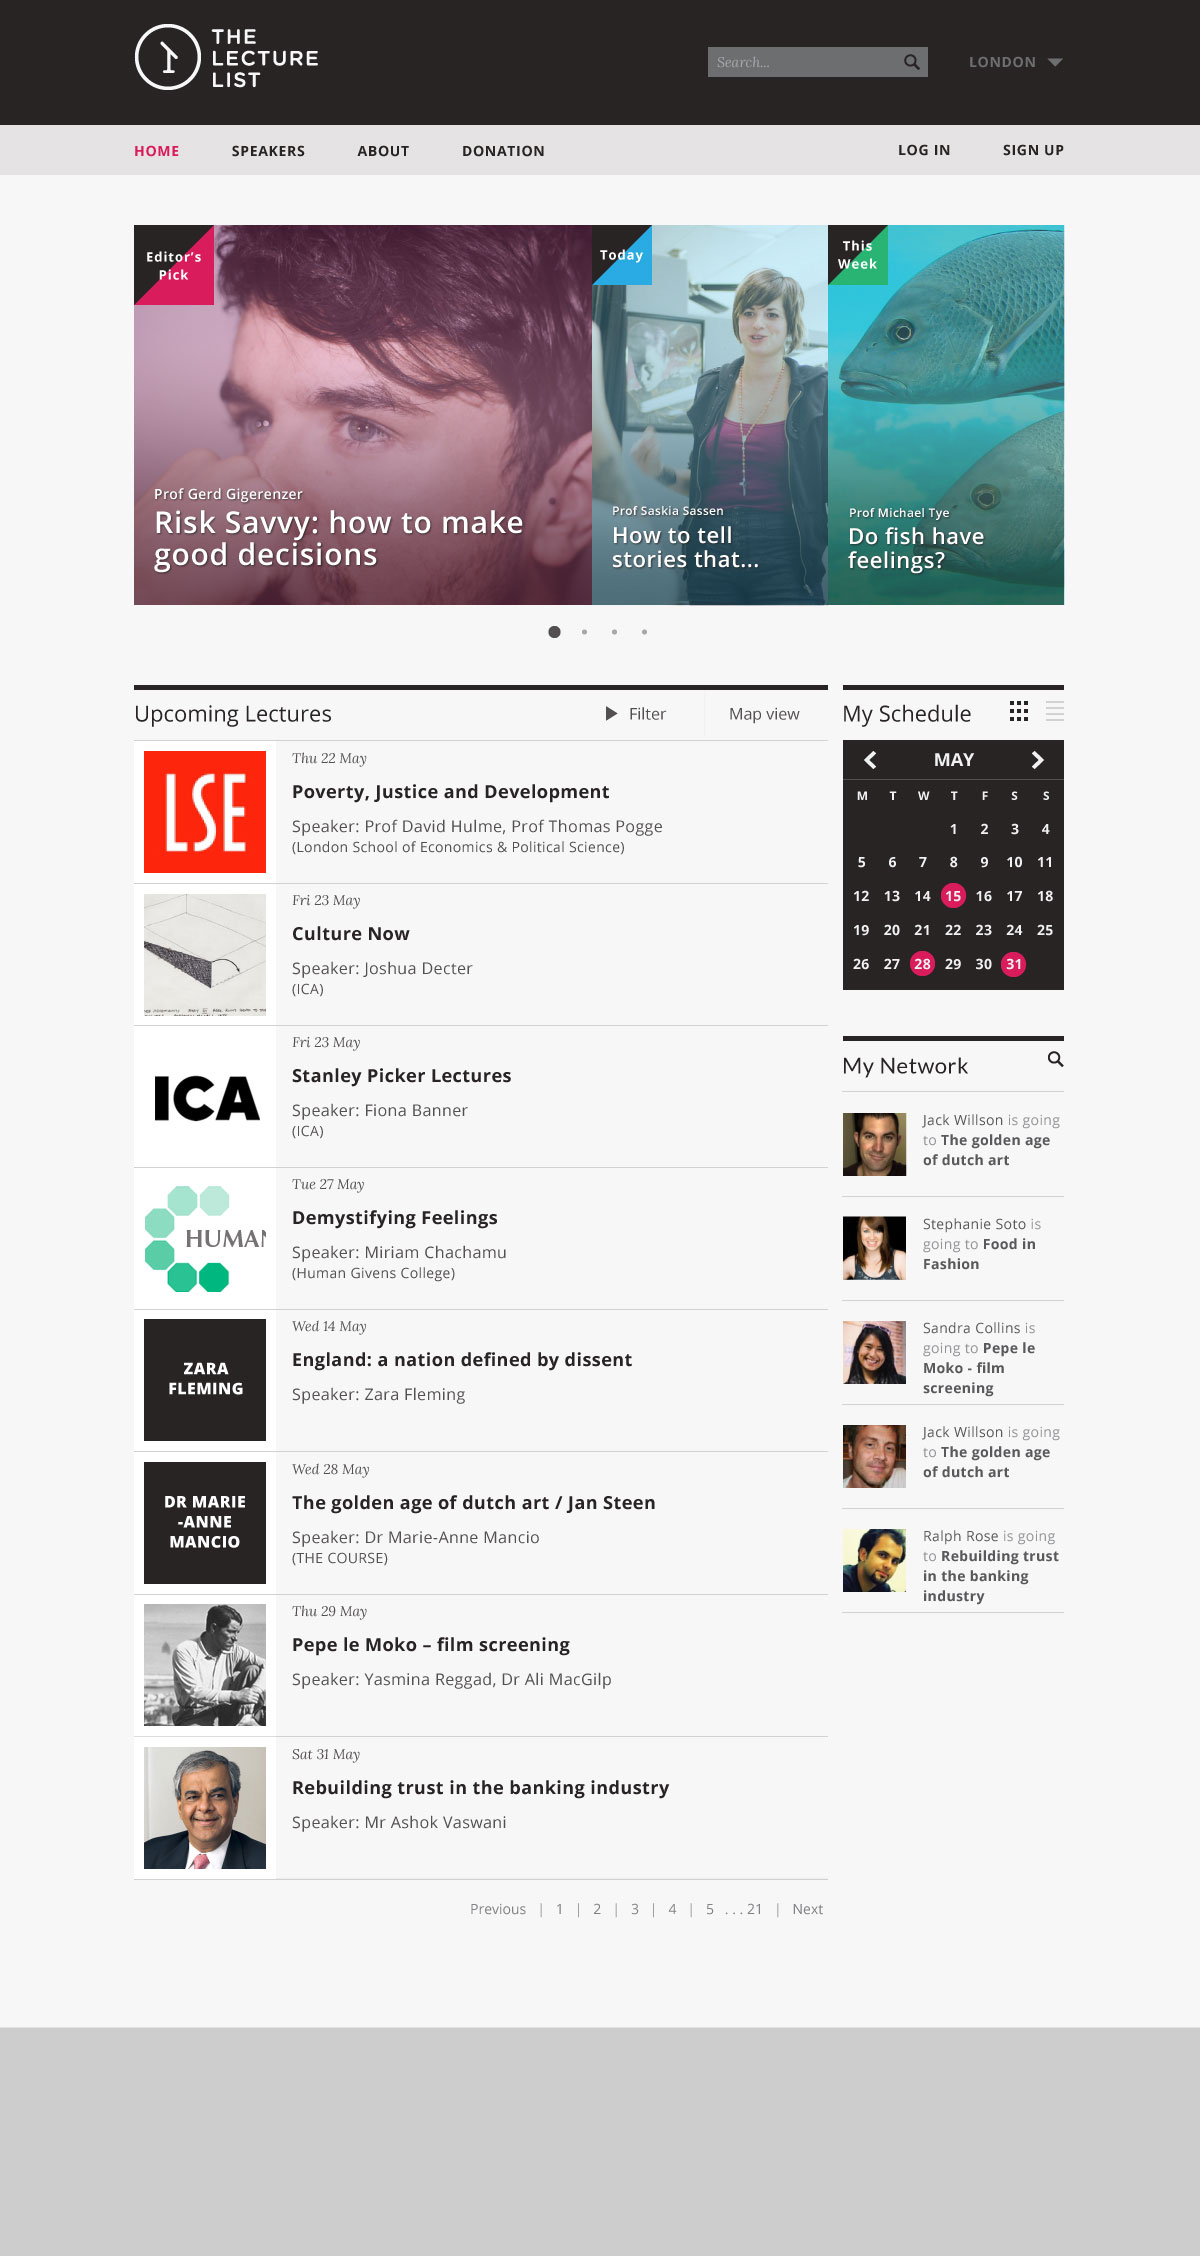 THE
LECTURE
LIST
Search...
LONDON
HOME SPEAKERS ABOUT DONATION LOG IN SIGN UP
Editor's
Pick
Prof Gerd Gigerenzer
Risk Savvy: how to make
good decisions
Today
Prof Saskia Sassen
How to tell
stories that...
This
Week
Prof Michael Tye
Do fish have
feelings?
Upcoming Lectures Filter Map view
LSE
Thu 22 May
Poverty, Justice and Development
Speaker: Prof David Hulme, Prof Thomas Pogge
(London School of Economics & Political Science)
Fri 23 May
Culture Now
Speaker: Joshua Decter
(ICA)
ICA
Fri 23 May
Stanley Picker Lectures
Speaker: Fiona Banner
(ICA)
HUMAN
Tue 27 May
Demystifying Feelings
Speaker: Miriam Chachamu
(Human Givens College)
ZARA
FLEMING
Wed 14 May
England: a nation defined by dissent
Speaker: Zara Fleming
DR MARIE
-ANNE
MANCIO
Wed 28 May
The golden age of dutch art / Jan Steen
Speaker: Dr Marie-Anne Mancio
(THE COURSE)
Thu 29 May
Pepe le Moko – film screening
Speaker: Yasmina Reggad, Dr Ali MacGilp
Sat 31 May
Rebuilding trust in the banking industry
Speaker: Mr Ashok Vaswani
Previous | 1 | 2 | 3 | 4 | 5 . . . 21 | Next
My Schedule
MAY
M T W T F S S
1 2 3 4
5 6 7 8 9 10 11
12 13 14 15 16 17 18
19 20 21 22 23 24 25
26 27 28 29 30 31
My Network
Jack Willson is going
to The golden age
of dutch art
Stephanie Soto is
going to Food in
Fashion
Sandra Collins is
going to Pepe le
Moko - film
screening
Jack Willson is going
to The golden age
of dutch art
Ralph Rose is going
to Rebuilding trust
in the banking
industry